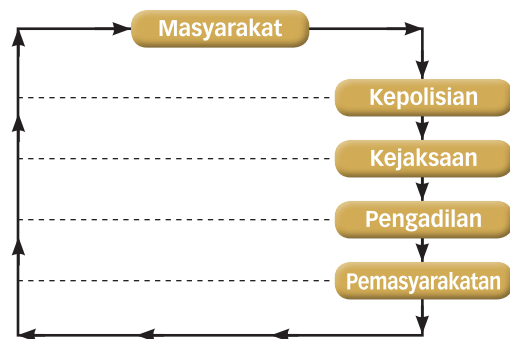 Masyarakat
Kepolisian
Kejaksaan
Pengadilan
Pemasyarakatan